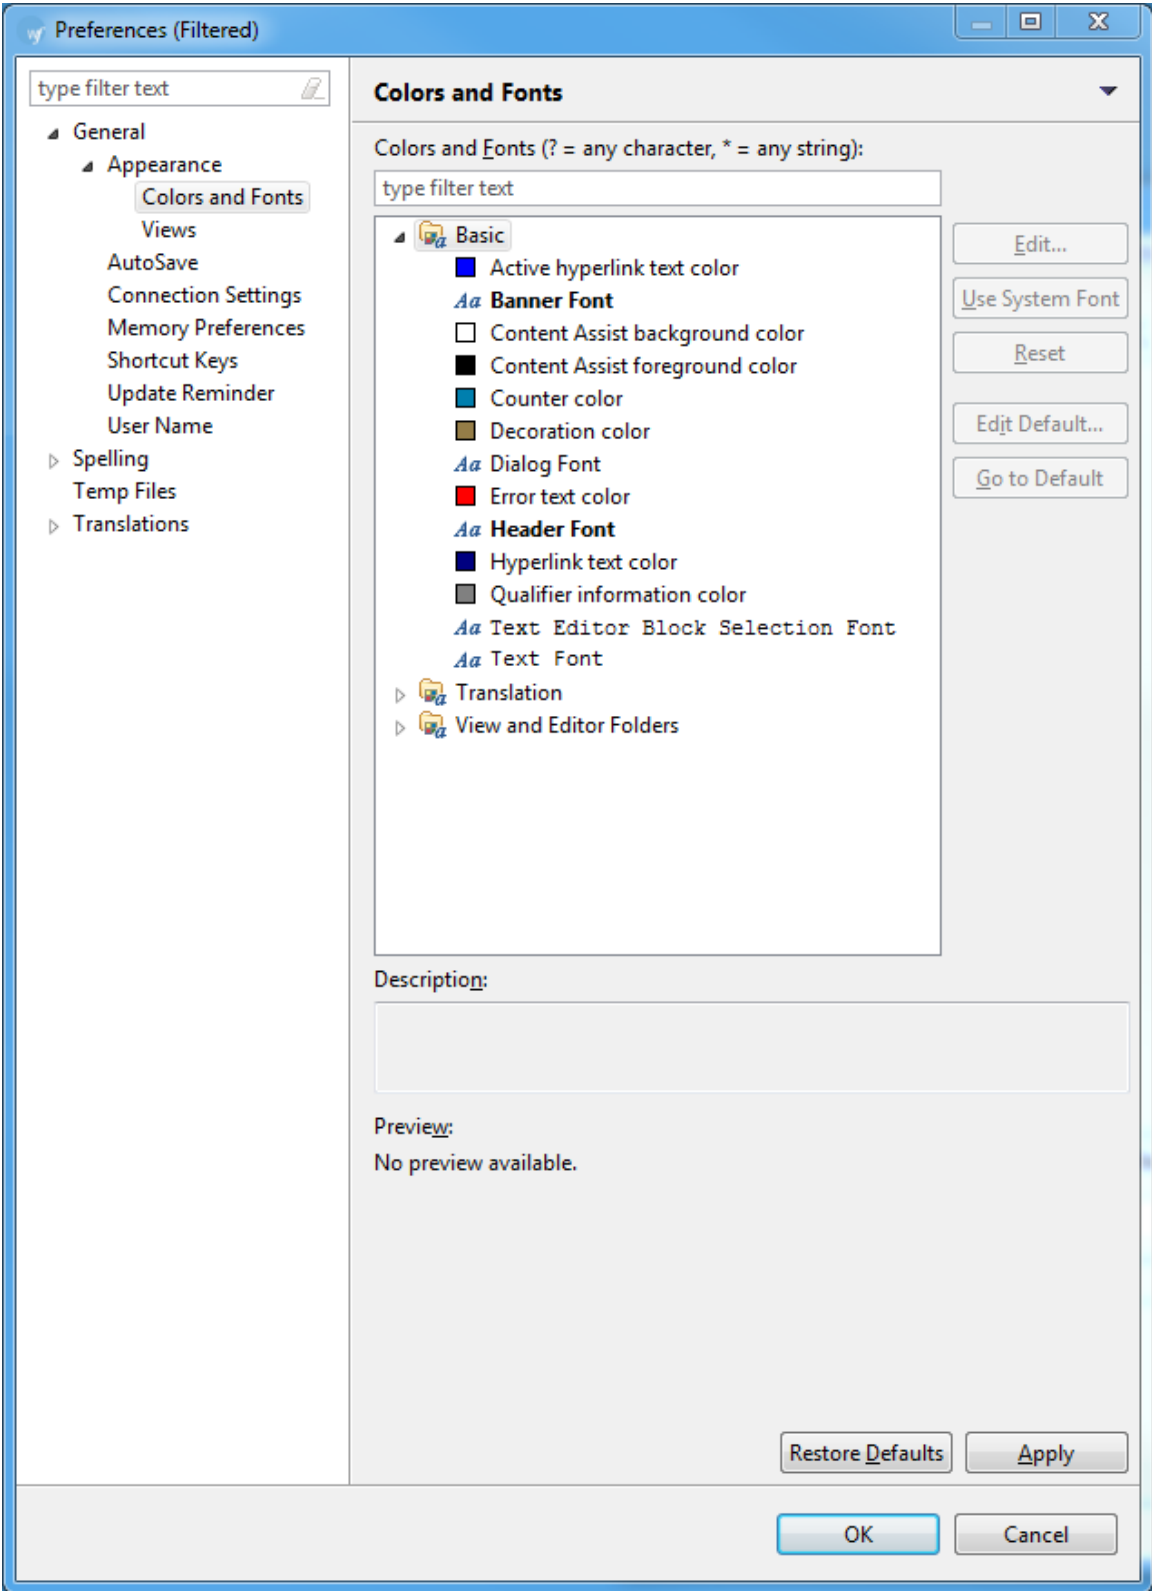 Preferences (Filtered)
type filter text
General
Appearance
Colors and Fonts
Views
AutoSave
Connection Settings
Memory Preferences
Shortcut Keys
Update Reminder
User Name
Spelling
Temp Files
Translations
Colors and Fonts
Colors and Fonts (? = any character, * = any string):
type filter text
Basic
Active hyperlink text color
Aa Banner Font
Content Assist background color
Content Assist foreground color
Counter color
Decoration color
Aa Dialog Font
Error text color
Aa Header Font
Hyperlink text color
Qualifier information color
Aa Text Editor Block Selection Font
Aa Text Font
Translation
View and Editor Folders
Edit...
Use System Font
Reset
Edit Default...
Go to Default
Description:
Preview:
No preview available.
Restore Defaults
Apply
OK
Cancel